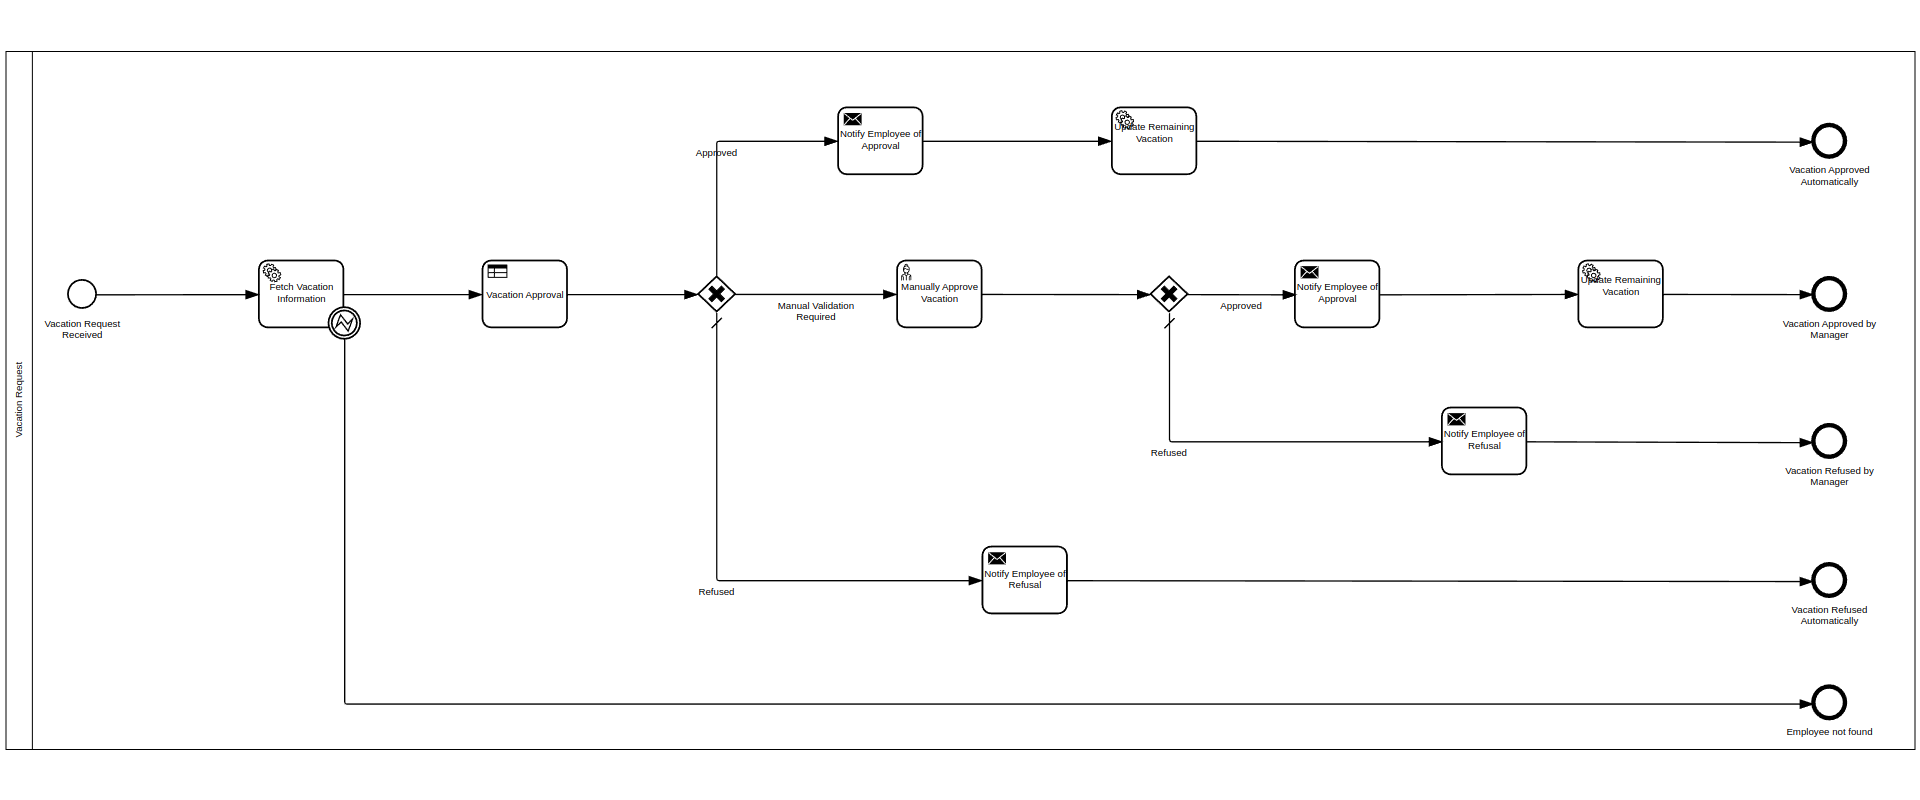 Vacation Request
Vacation Request
Received
Fetch Vacation
Information
Vacation Approval
Approved
Notify Employee of
Approval
Update Remaining
Vacation
Vacation Approved
Automatically
Manual Validation
Required
Manually Approve
Vacation
Approved
Notify Employee of
Approval
Update Remaining
Vacation
Vacation Approved by
Manager
Refused
Notify Employee of
Refusal
Vacation Refused by
Manager
Refused
Notify Employee of
Refusal
Vacation Refused
Automatically
Employee not found